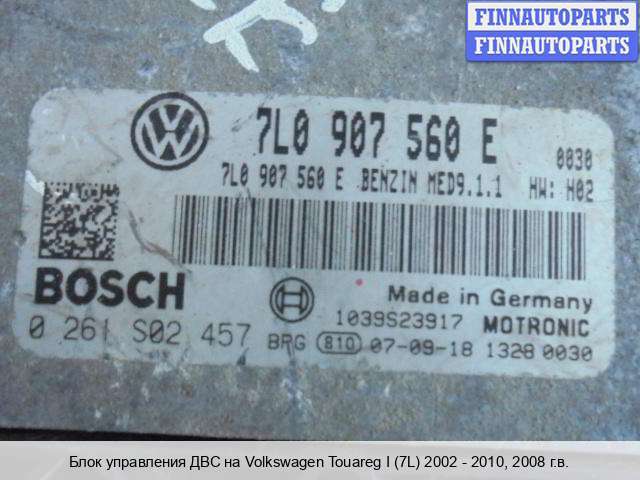 FINNAUTOPARTS
FINNAUTOPARTS
7L0 907 560 E
0030
7L0 907 560 E BENZIN MED9.1.1 HW: H02
BOSCH
Made in Germany
1039S23917 MOTRONIC
0 261 S02 457 BRG 810 07-09-18 1328 0030
Блок управления ДВС на Volkswagen Touareg I (7L) 2002 - 2010, 2008 г.в.